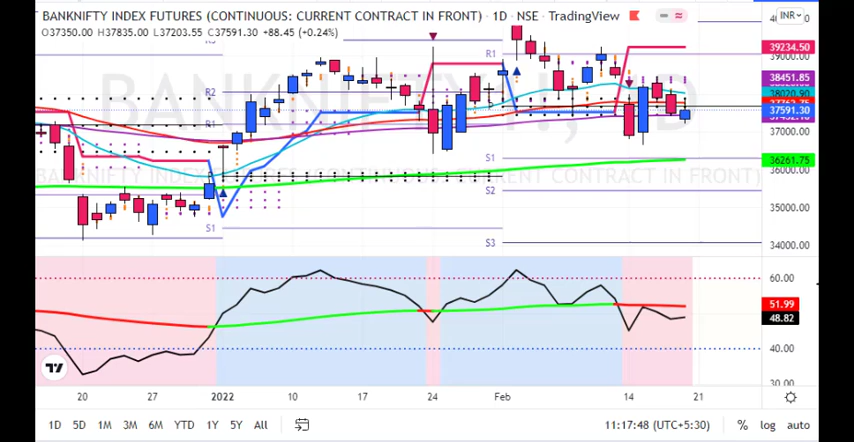 BANKNIFTY INDEX FUTURES (CONTINUOUS: CURRENT CONTRACT IN FRONT) · 1D · NSE · TradingView
INR
O37350.00 H37835.00 L37203.55 C37591.30 +88.45 (+0.24%)
39234.50
R1
39000.00
38451.85
R2
38020.90
37591.30
R1
37000.00
S1
36261.75
36000.00
S2
35000.00
S1
S3
34000.00
60.00
51.99
48.82
40.00
30.00
20
27
2022
10
17
24
Feb
14
21
1D
5D
1M
3M
6M
YTD
1Y
5Y
All
11:17:48 (UTC+5:30)
%
log
auto